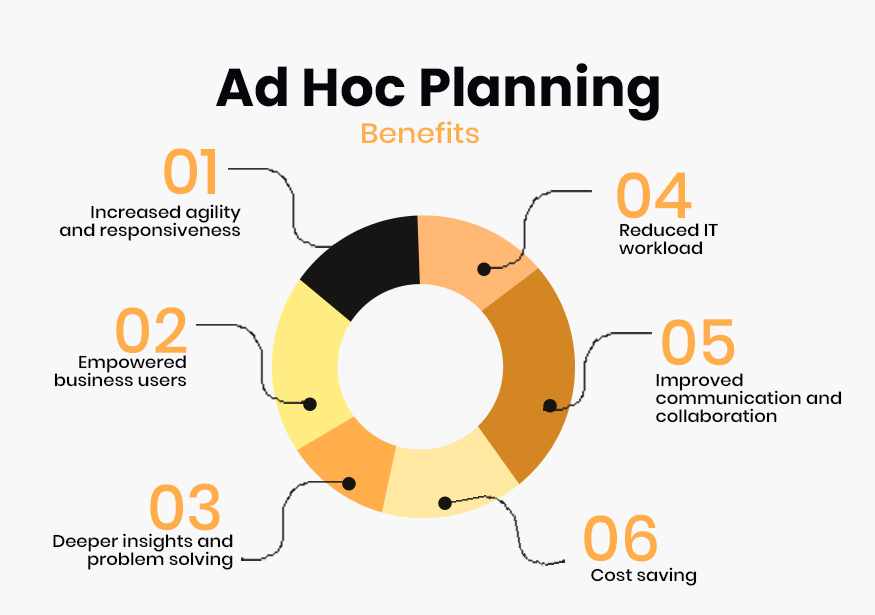 Ad Hoc Planning
Benefits
01
Increased agility
and responsiveness
02
Empowered
business users
03
Deeper insights and
problem solving
04
Reduced IT
workload
05
Improved
communication and
collaboration
06
Cost saving